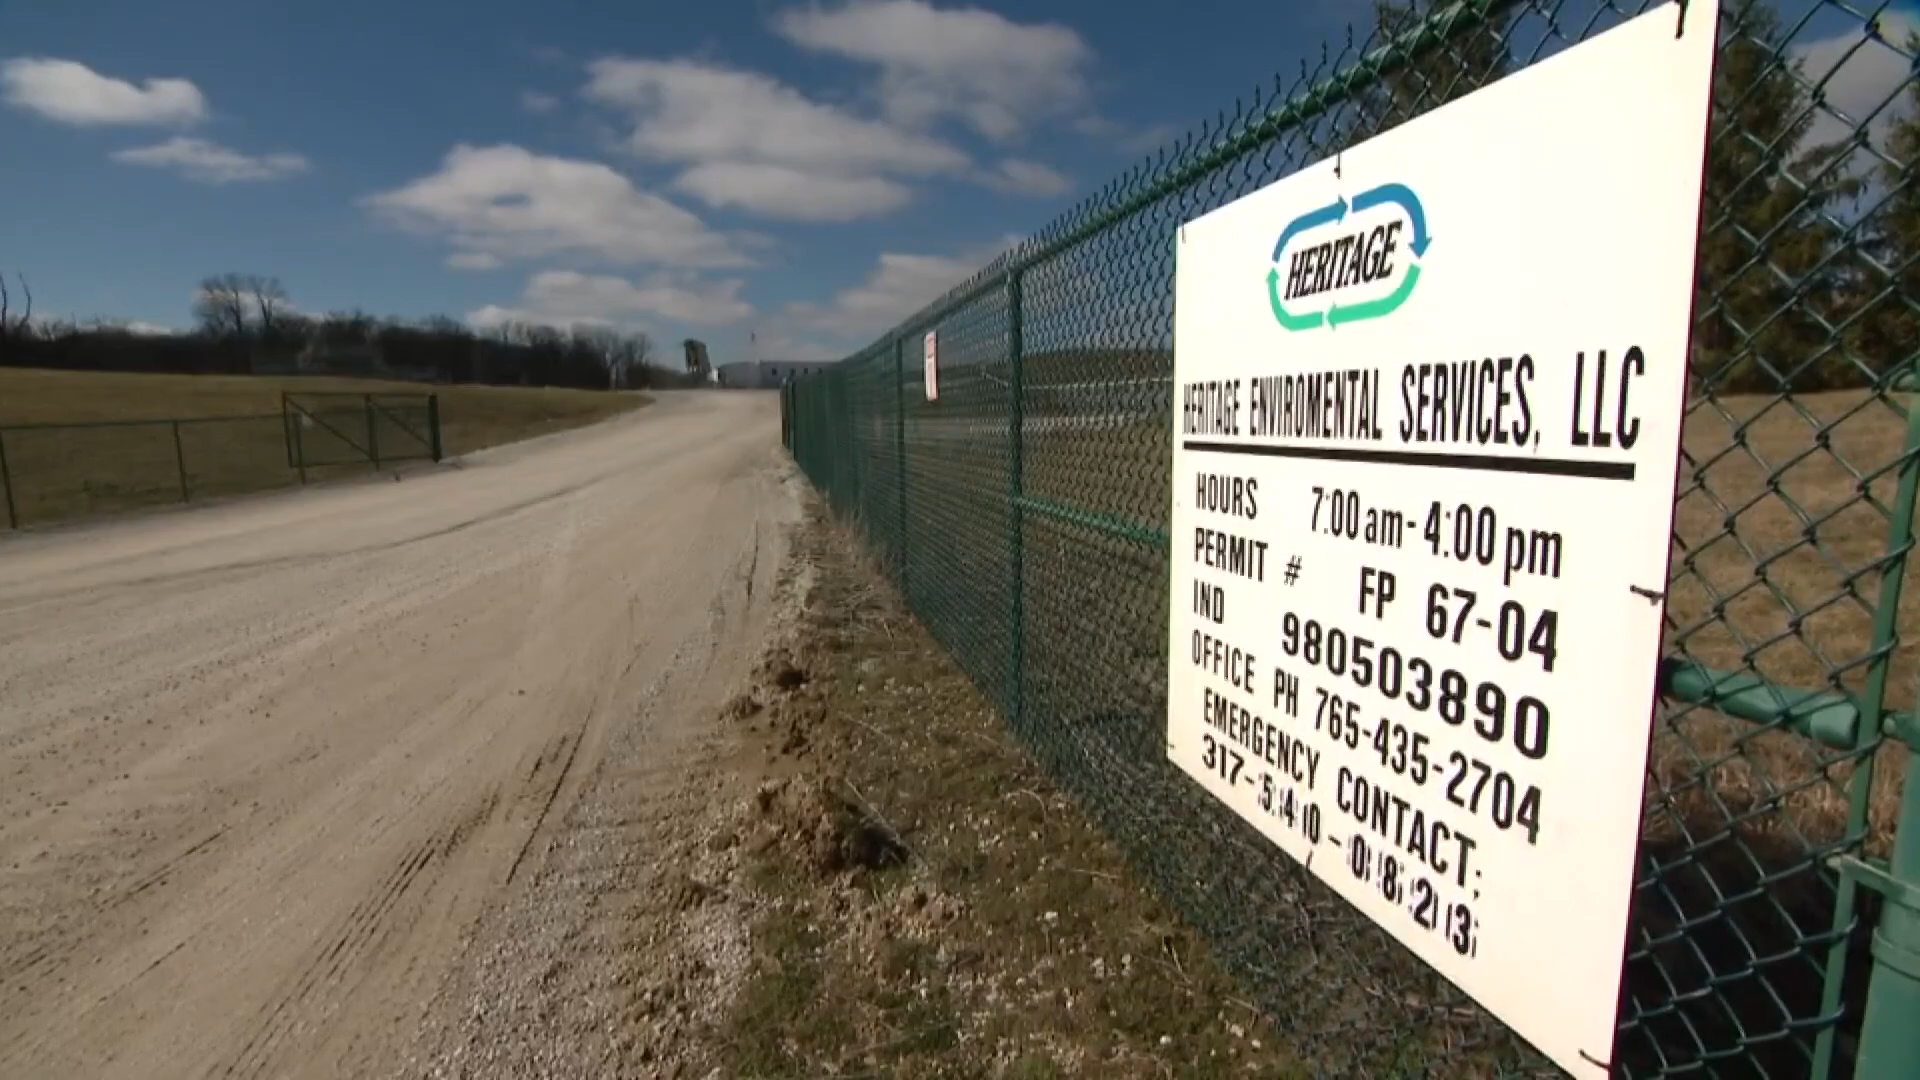 HERITAGE
HERITAGE ENVIROMENTAL SERVICES, LLC
HOURS 7:00 am - 4:00 pm
PERMIT # FP 67-04
IND 980503890
OFFICE PH 765-435-2704
EMERGENCY CONTACT;
317-540-0823